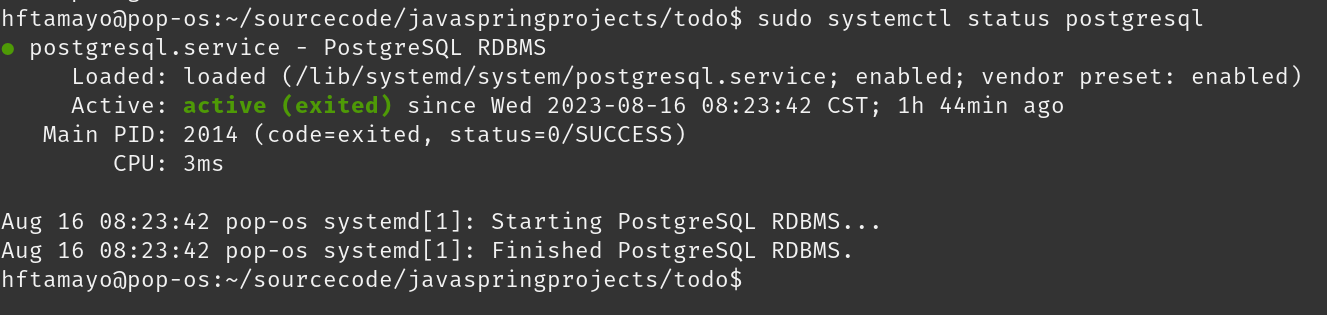 hftamayo@pop-os:~/sourcecode/javaspringprojects/todo$ sudo systemctl status postgresql
● postgresql.service - PostgreSQL RDBMS
     Loaded: loaded (/lib/systemd/system/postgresql.service; enabled; vendor preset: enabled)
     Active: active (exited) since Wed 2023-08-16 08:23:42 CST; 1h 44min ago
   Main PID: 2014 (code=exited, status=0/SUCCESS)
        CPU: 3ms

Aug 16 08:23:42 pop-os systemd[1]: Starting PostgreSQL RDBMS...
Aug 16 08:23:42 pop-os systemd[1]: Finished PostgreSQL RDBMS.
hftamayo@pop-os:~/sourcecode/javaspringprojects/todo$